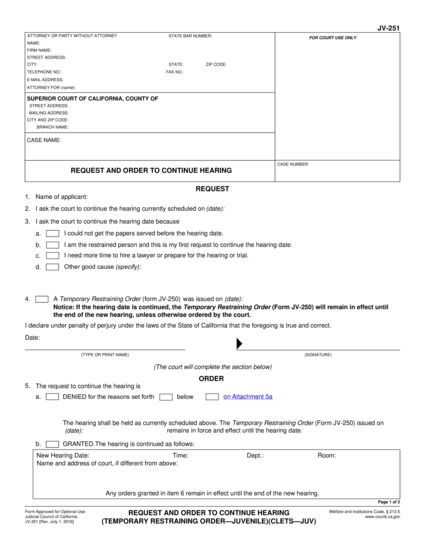 JV-251
ATTORNEY OR PARTY WITHOUT ATTORNEY STATE BAR NUMBER: FOR COURT USE ONLY
NAME:
FIRM NAME:
STREET ADDRESS:
CITY: STATE: ZIP CODE:
TELEPHONE NO.: FAX NO.:
E-MAIL ADDRESS:
ATTORNEY FOR (name):
SUPERIOR COURT OF CALIFORNIA, COUNTY OF
STREET ADDRESS:
MAILING ADDRESS:
CITY AND ZIP CODE:
BRANCH NAME:
CASE NAME:
REQUEST AND ORDER TO CONTINUE HEARING
CASE NUMBER:
REQUEST
1. Name of applicant:
2. I ask the court to continue the hearing currently scheduled on (date):
3. I ask the court to continue the hearing date because
a. I could not get the papers served before the hearing date.
b. I am the restrained person and this is my first request to continue the hearing date.
c. I need more time to hire a lawyer or prepare for the hearing or trial.
d. Other good cause (specify):
4. A Temporary Restraining Order (form JV-250) was issued on (date):
Notice: If the hearing date is continued, the Temporary Restraining Order (Form JV-250) will remain in effect until
the end of the new hearing, unless otherwise ordered by the court.
I declare under penalty of perjury under the laws of the State of California that the foregoing is true and correct.
Date:
(TYPE OR PRINT NAME) (SIGNATURE)
(The court will complete the section below)
ORDER
5. The request to continue the hearing is
a. DENIED for the reasons set forth below on Attachment 5a
The hearing shall be held as currently scheduled above. The Temporary Restraining Order (Form JV-250) issued on
(date): remains in force and effect until the hearing date.
b. GRANTED.The hearing is continued as follows:
New Hearing Date: Time: Dept.: Room:
Name and address of court, if different from above:
Any orders granted in item 6 remain in effect until the end of the new hearing.
Page 1 of 2
Form Approved for Optional Use
Judicial Council of California
JV-251 [Rev. July 1, 2016]
REQUEST AND ORDER TO CONTINUE HEARING
(TEMPORARY RESTRAINING ORDER—JUVENILE)(CLETS—JUV)
Welfare and Institutions Code, § 213.5
www.courts.ca.gov